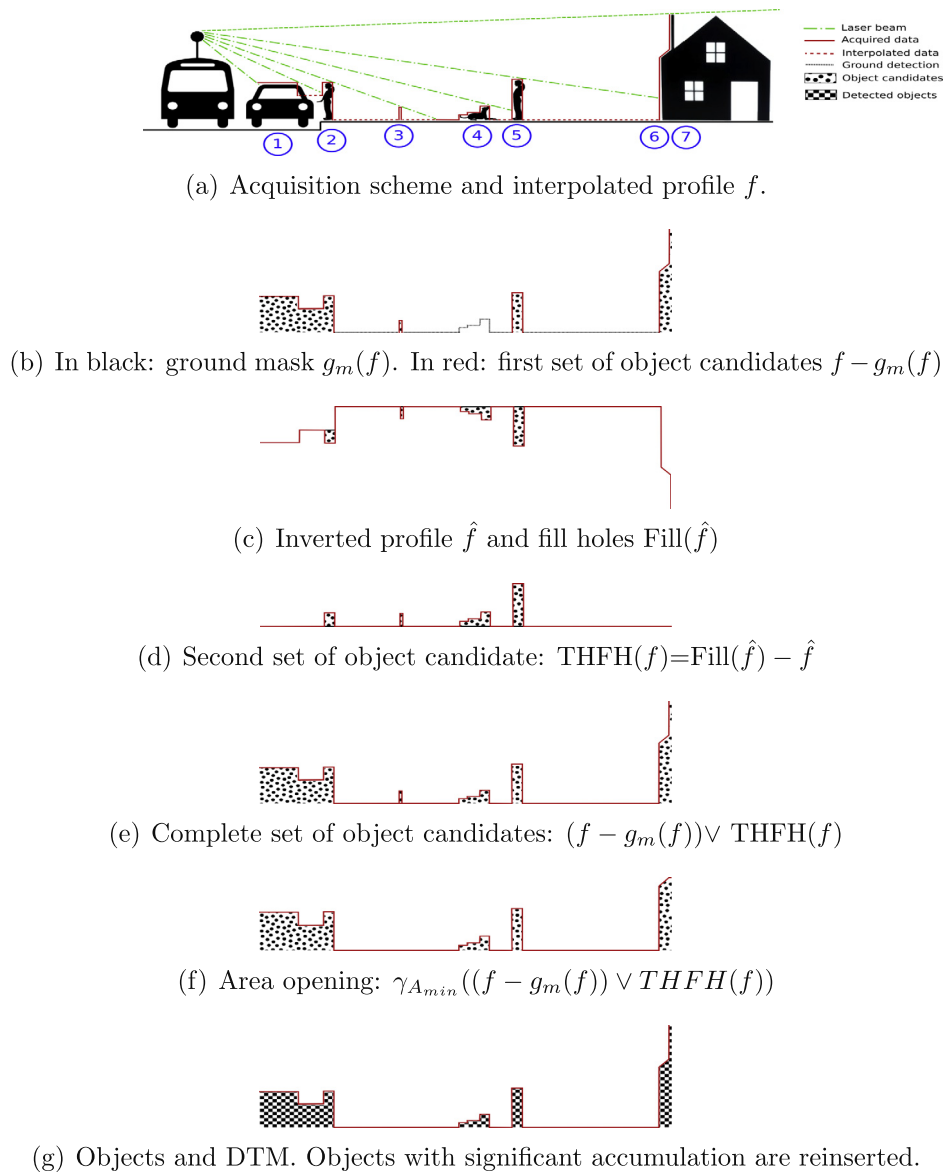 Laser beam
Acquired data
Interpolated data
Ground detection
Object candidates
Detected objects
1 2 3 4 5 6 7
(a) Acquisition scheme and interpolated profile f.
(b) In black: ground mask g_m(f). In red: first set of object candidates f − g_m(f)
(c) Inverted profile f̂ and fill holes Fill(f̂)
(d) Second set of object candidate: THFH(f)=Fill(f̂) − f̂
(e) Complete set of object candidates: (f − g_m(f))∨ THFH(f)
(f) Area opening: γ_{A_{min}}((f − g_m(f)) ∨ THFH(f))
(g) Objects and DTM. Objects with significant accumulation are reinserted.